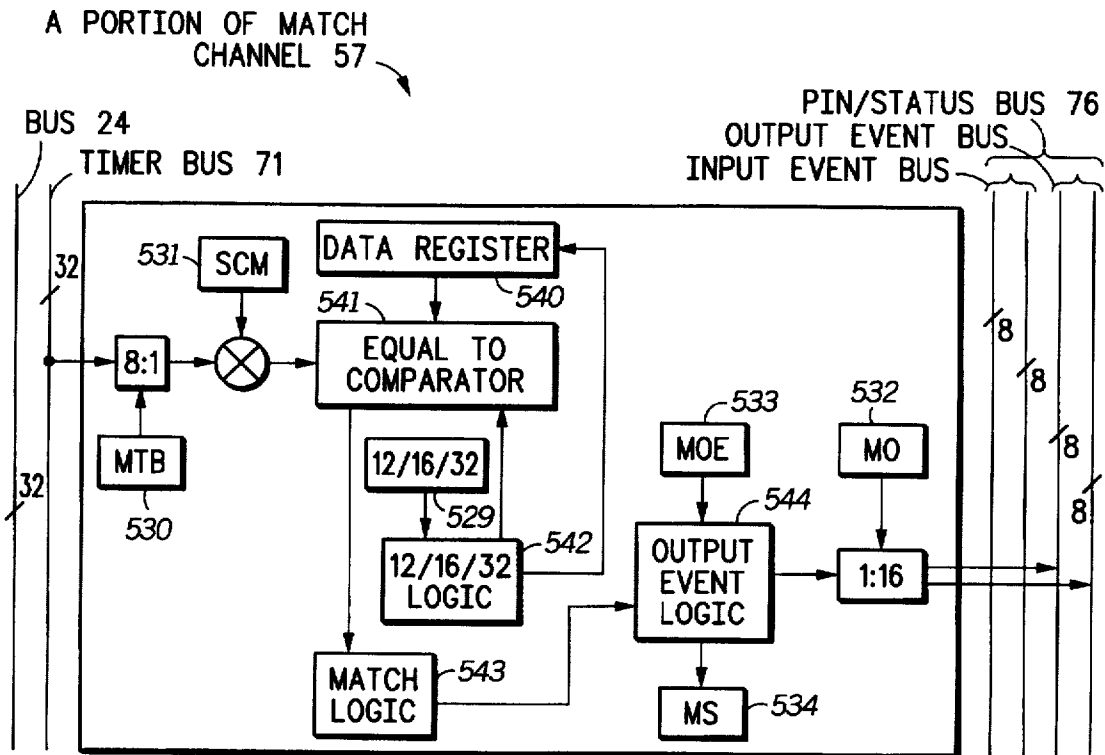 A PORTION OF MATCH
CHANNEL 57
BUS 24
TIMER BUS 71
PIN/STATUS BUS 76
OUTPUT EVENT BUS
INPUT EVENT BUS
32
531
SCM
DATA REGISTER
540
541
EQUAL TO
COMPARATOR
8:1
MTB
530
32
12/16/32
529
12/16/32
LOGIC
542
MATCH
LOGIC
543
533
MOE
532
MO
544
OUTPUT
EVENT
LOGIC
1:16
MS
534
8
8
8
8